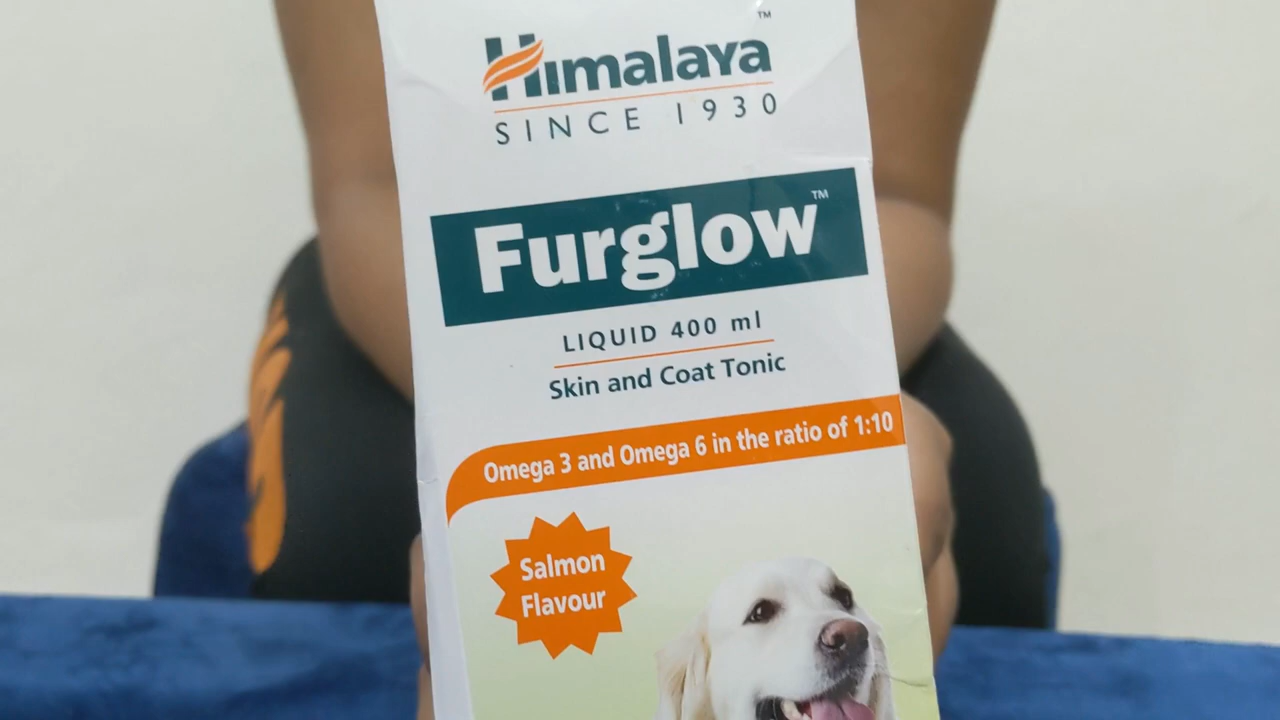 Himalaya™
SINCE 1930
Furglow™
LIQUID 400 ml
Skin and Coat Tonic
Omega 3 and Omega 6 in the ratio of 1:10
Salmon
Flavour